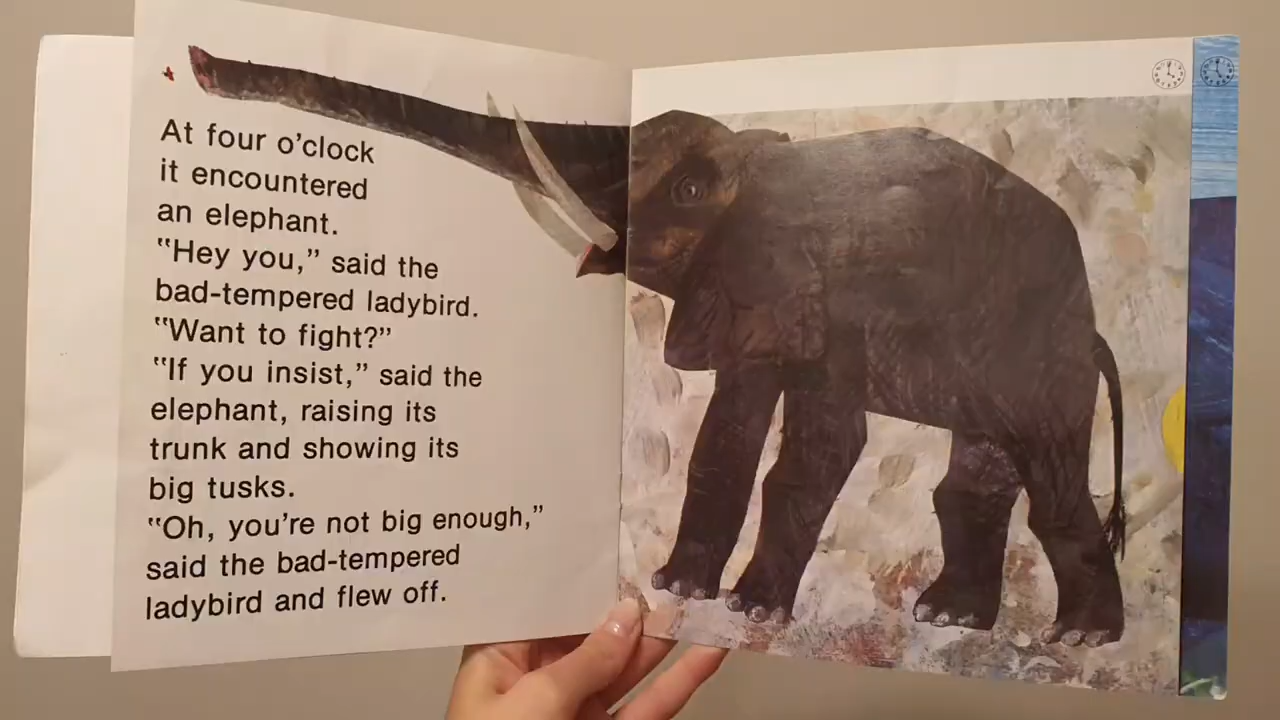 At four o'clock
it encountered
an elephant.
“Hey you,” said the
bad-tempered ladybird.
“Want to fight?”
“If you insist,” said the
elephant, raising its
trunk and showing its
big tusks.
“Oh, you're not big enough,”
said the bad-tempered
ladybird and flew off.